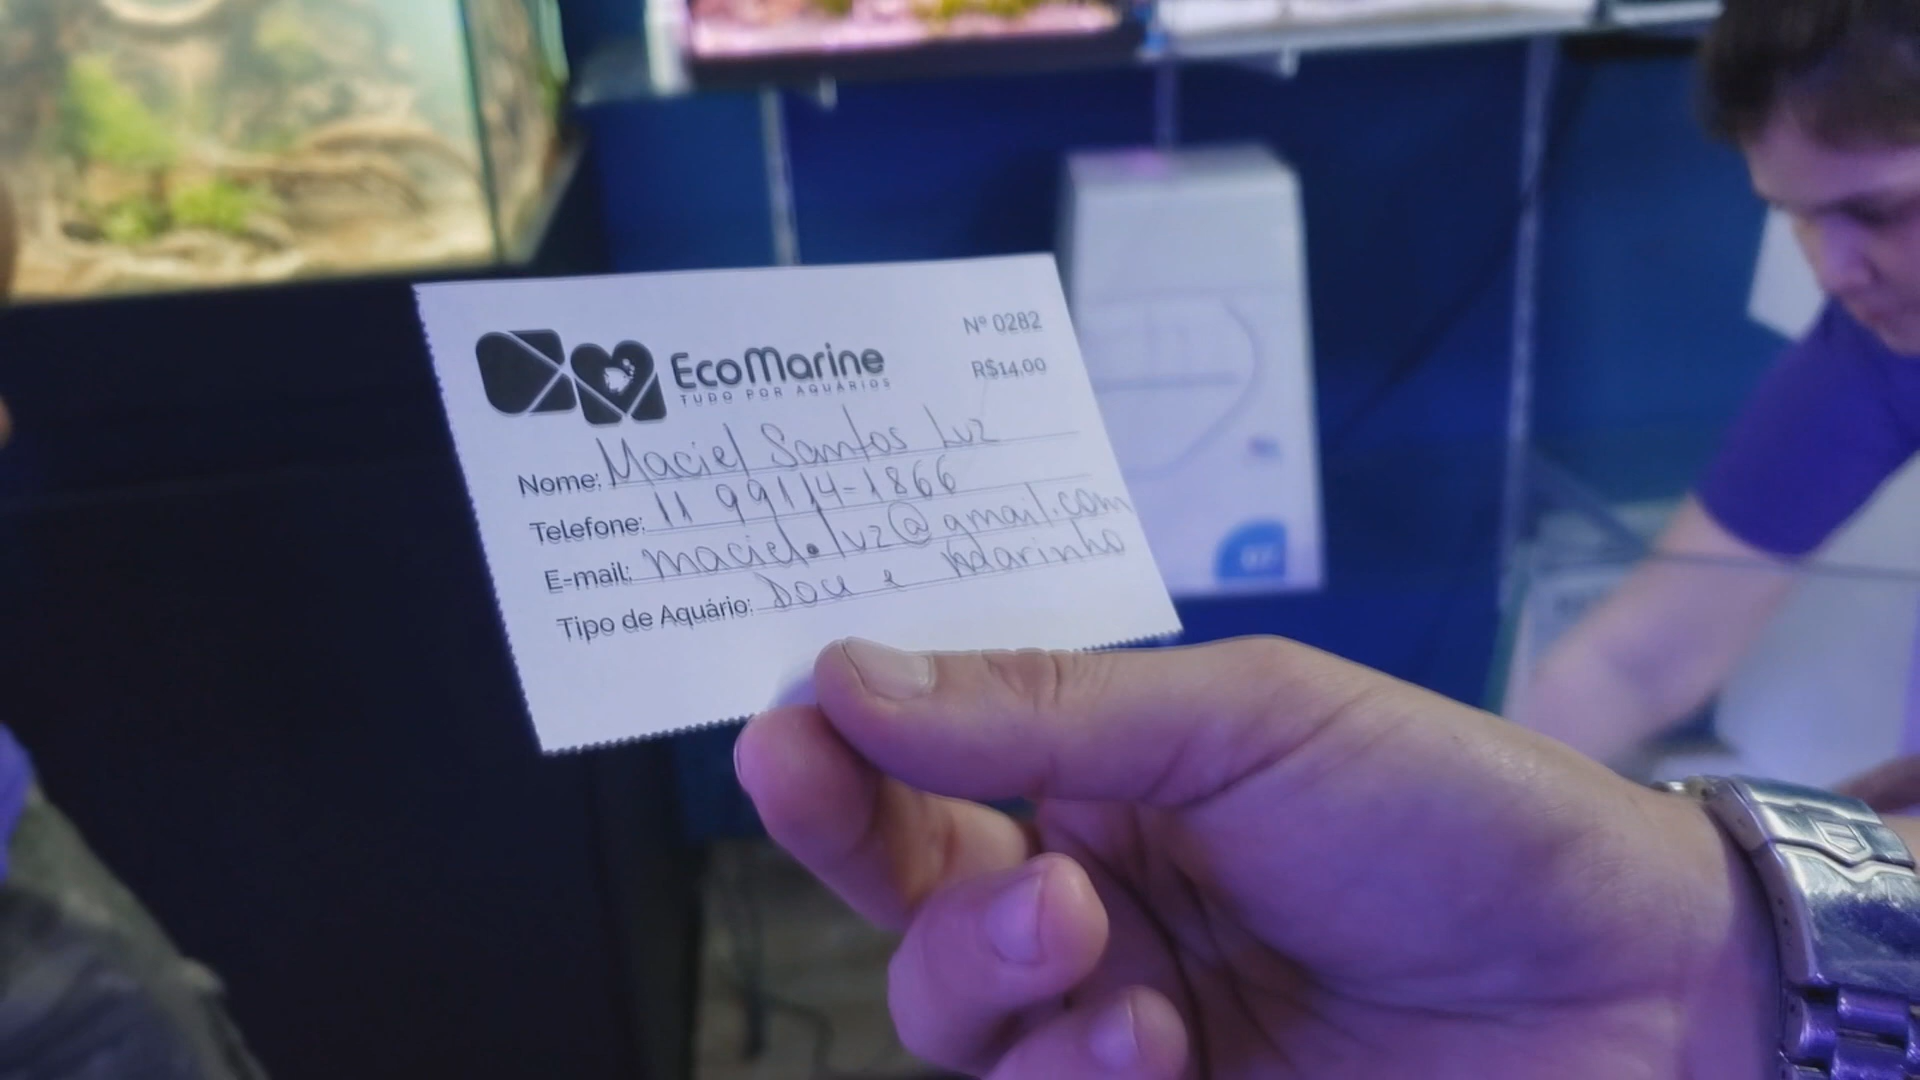 Nº 0282
EcoMarine
TUDO POR AQUÁRIOS
R$14,00
Nome: Maciel Santos Luz
Telefone: 11 99114-1866
E-mail: maciel.luz@gmail.com
Tipo de Aquário: Doce e Marinho